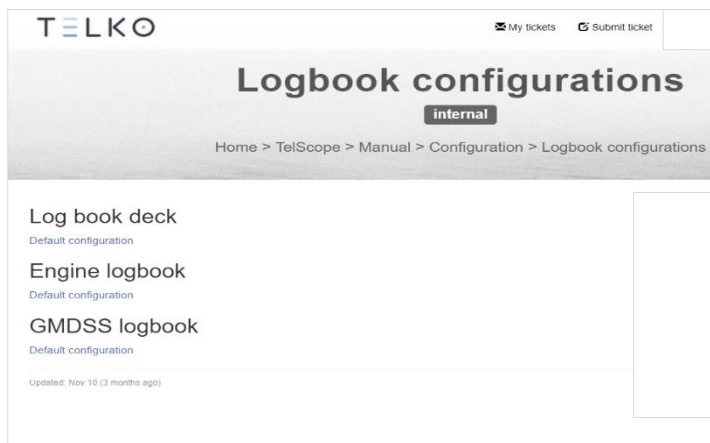 TELKO
My tickets Submit ticket
Logbook configurations
internal
Home > TelScope > Manual > Configuration > Logbook configurations
Log book deck
Default configuration
Engine logbook
Default configuration
GMDSS logbook
Default configuration
Updated: Nov 10 (3 months ago)